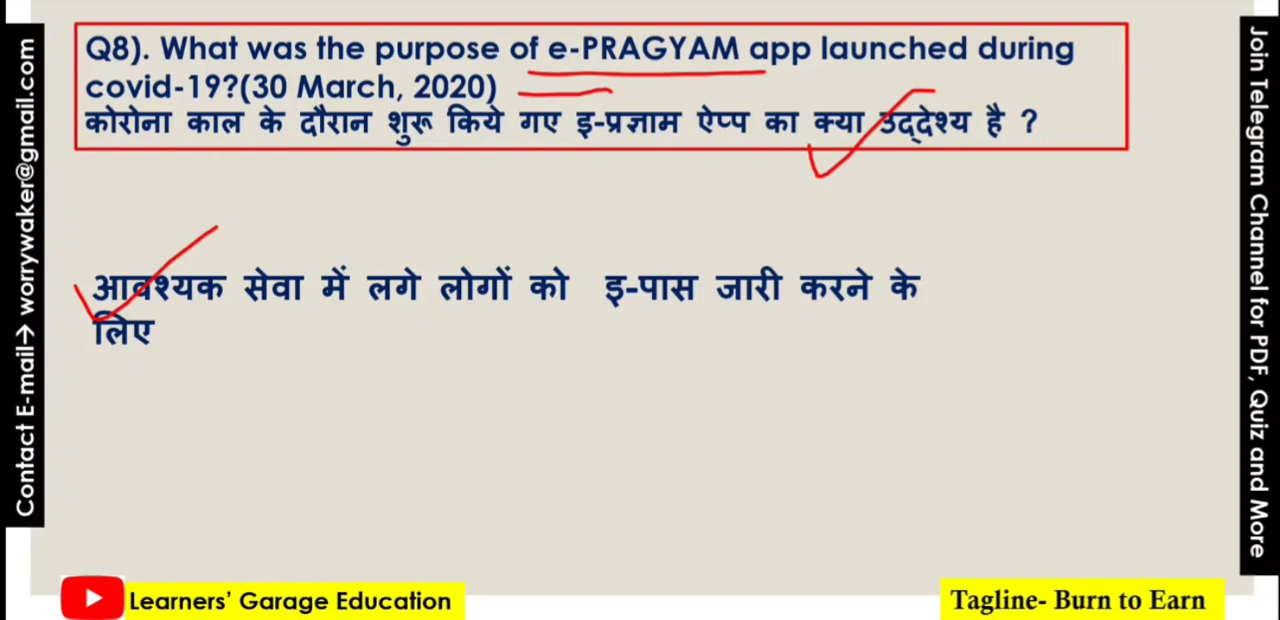 Q8). What was the purpose of e-PRAGYAM app launched during
covid-19?(30 March, 2020)
कोरोना काल के दौरान शुरू किये गए इ-प्रज्ञाम ऐप्प का क्या उद्देश्य है ?
आवश्यक सेवा में लगे लोगों को इ-पास जारी करने के
लिए
Contact E-mail→ worrywaker@gmail.com
Join Telegram Channel for PDF, Quiz and More
Learners’ Garage Education
Tagline- Burn to Earn